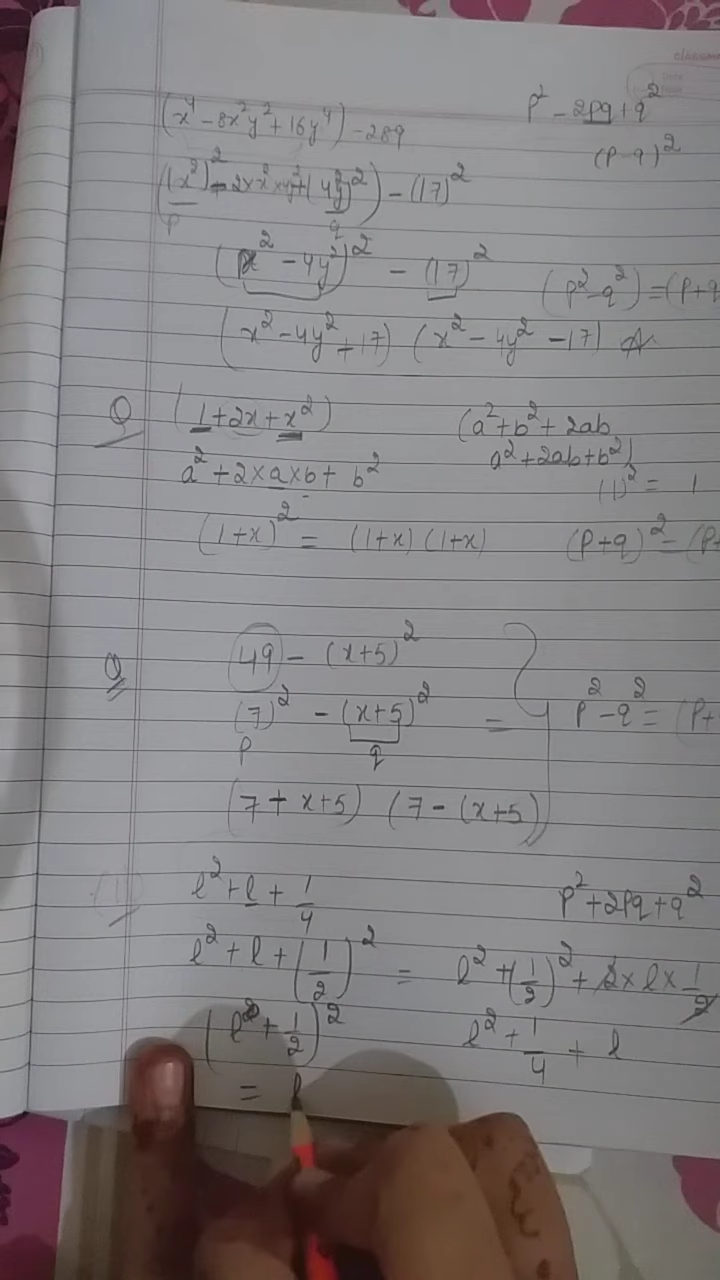 classm
Date
p² - 2pq + q²
(x⁴ - 8x²y² + 16y⁴) - 289
(p-q)²
((x²)² - 2×x²×4y² + (4y²)²) - (17)²
p q
(x² - 4y²)² - (17)² (p²-q²) = (p+q
(x² - 4y² + 17) (x² - 4y² - 17) A
Q (1 + 2x + x²) (a² + b² + 2ab
a² + 2ab + b²)
a² + 2×a×b + b²
(1)² = 1
(1+x)² = (1+x) (1+x) (p+q)² = (p+
Q 49 - (x+5)²
(7)² - (x+5)² = p² - q² = (p+
p q
(7 + x+5) (7 - (x+5))
(1) l² + l + 1/4 p² + 2pq + q²
l² + l + (1/2)² = l² + (1/2)² + 2 × l × 1/2
(l + 1/2)² l² + 1/4 + l
= l